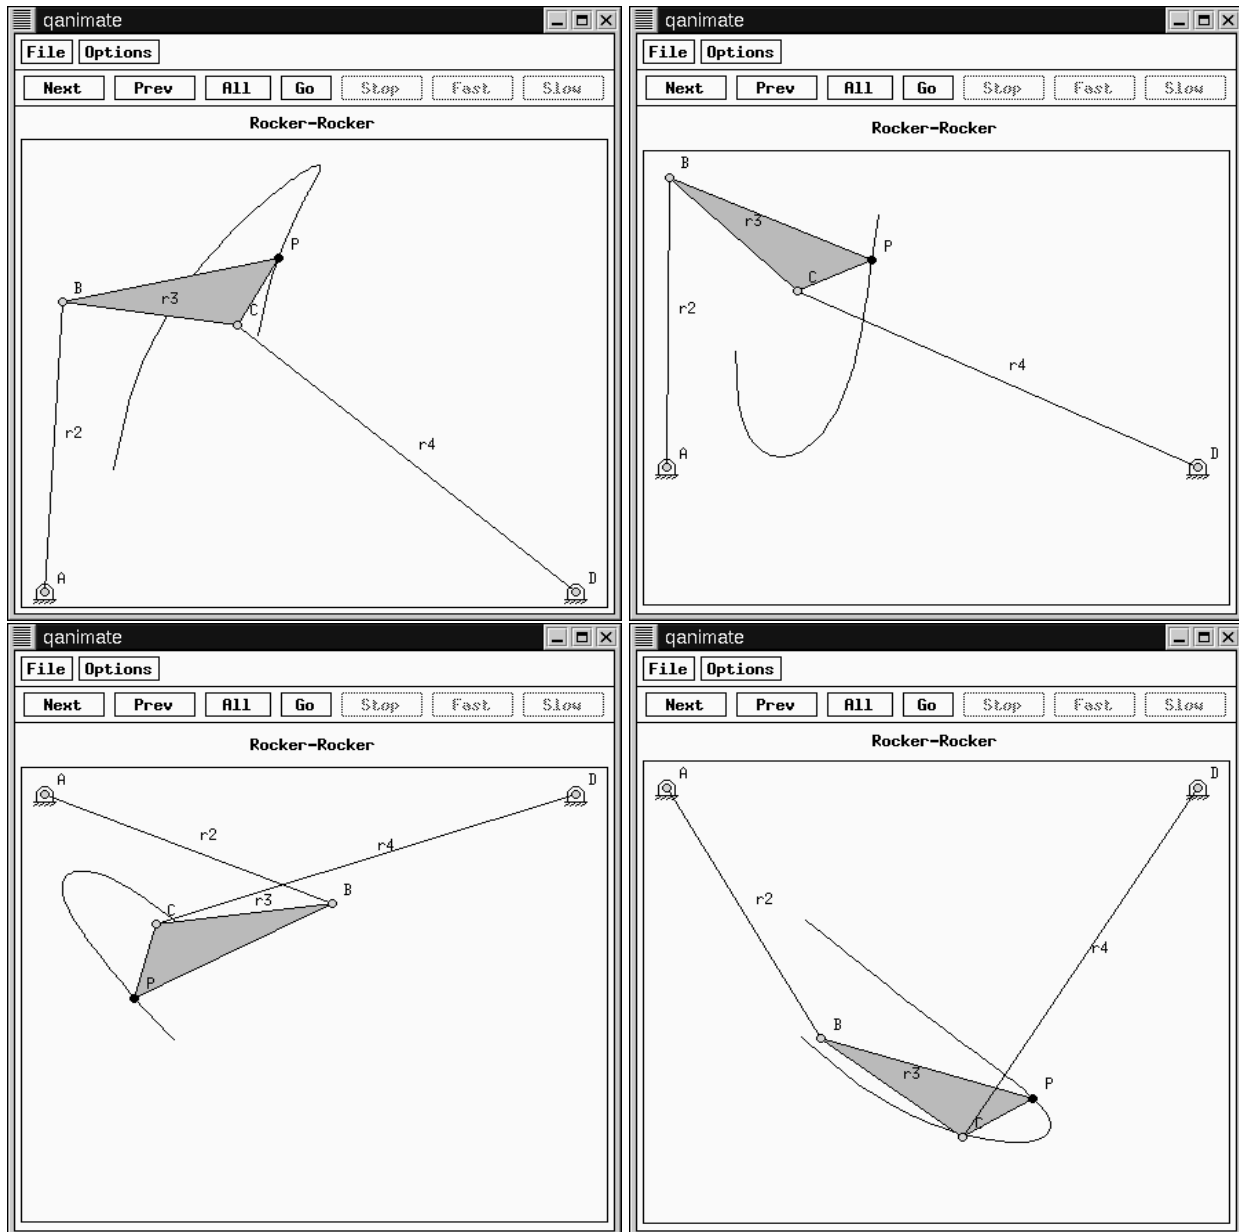 qanimate
File Options
Next Prev All Go Stop Fast Slow
Rocker-Rocker
P
B
r3
C
r2
r4
A
D
qanimate
File Options
Next Prev All Go Stop Fast Slow
Rocker-Rocker
B
r3
P
C
r2
r4
A
D
qanimate
File Options
Next Prev All Go Stop Fast Slow
Rocker-Rocker
A
D
r2
r4
B
r3
C
P
qanimate
File Options
Next Prev All Go Stop Fast Slow
Rocker-Rocker
A
D
r2
r4
B
r3
P
C